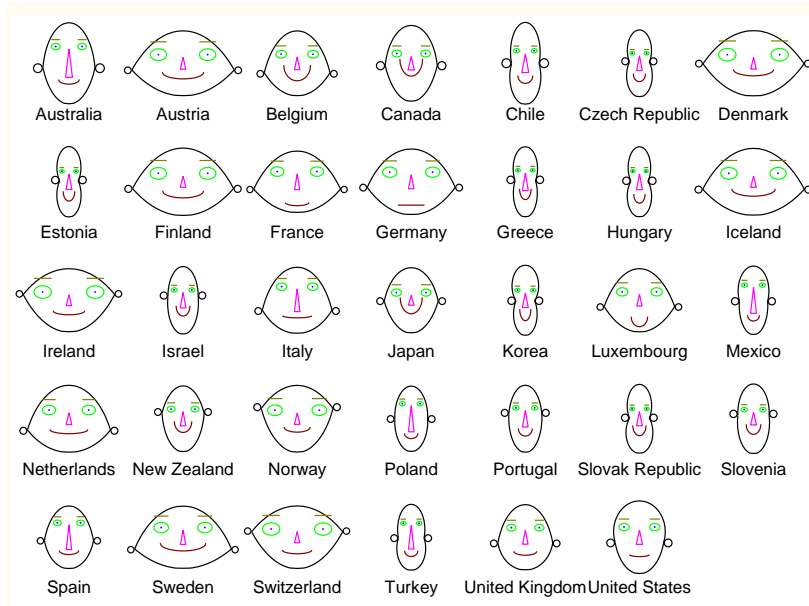 Australia Austria Belgium Canada Chile Czech Republic Denmark
Estonia Finland France Germany Greece Hungary Iceland
Ireland Israel Italy Japan Korea Luxembourg Mexico
Netherlands New Zealand Norway Poland Portugal Slovak Republic Slovenia
Spain Sweden Switzerland Turkey United Kingdom United States